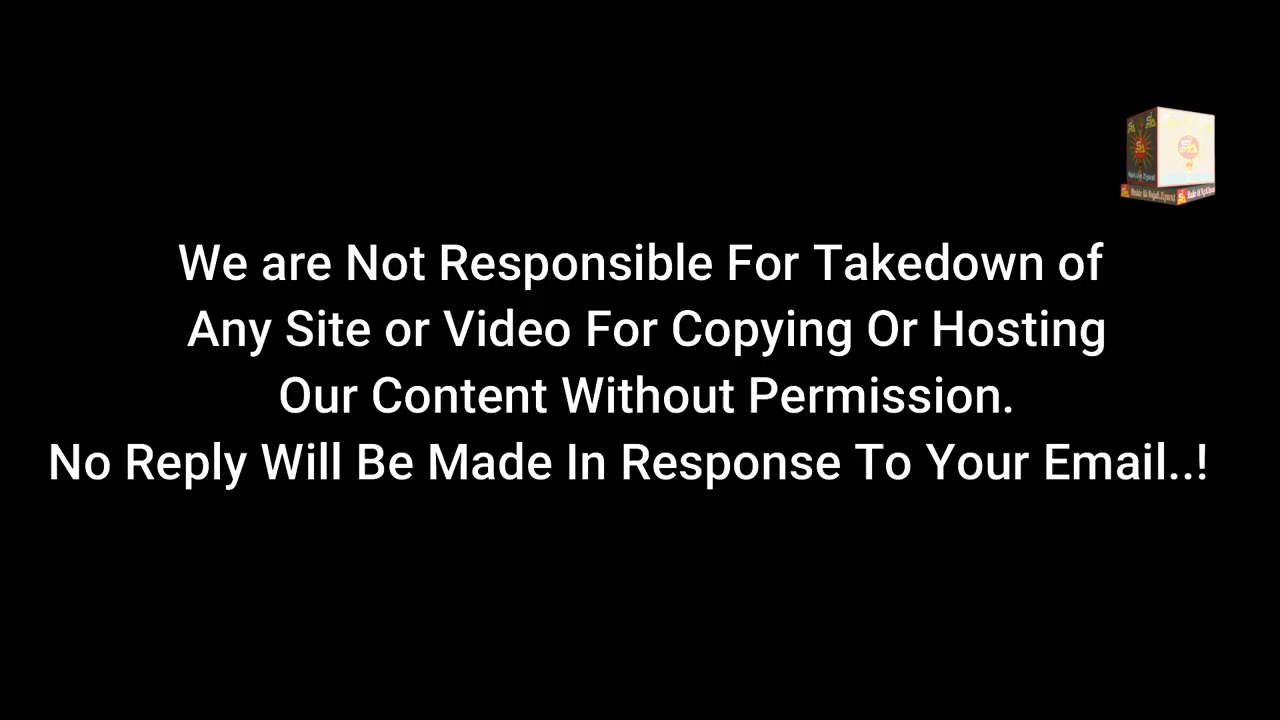 We are Not Responsible For Takedown of
Any Site or Video For Copying Or Hosting
Our Content Without Permission.
No Reply Will Be Made In Response To Your Email..!